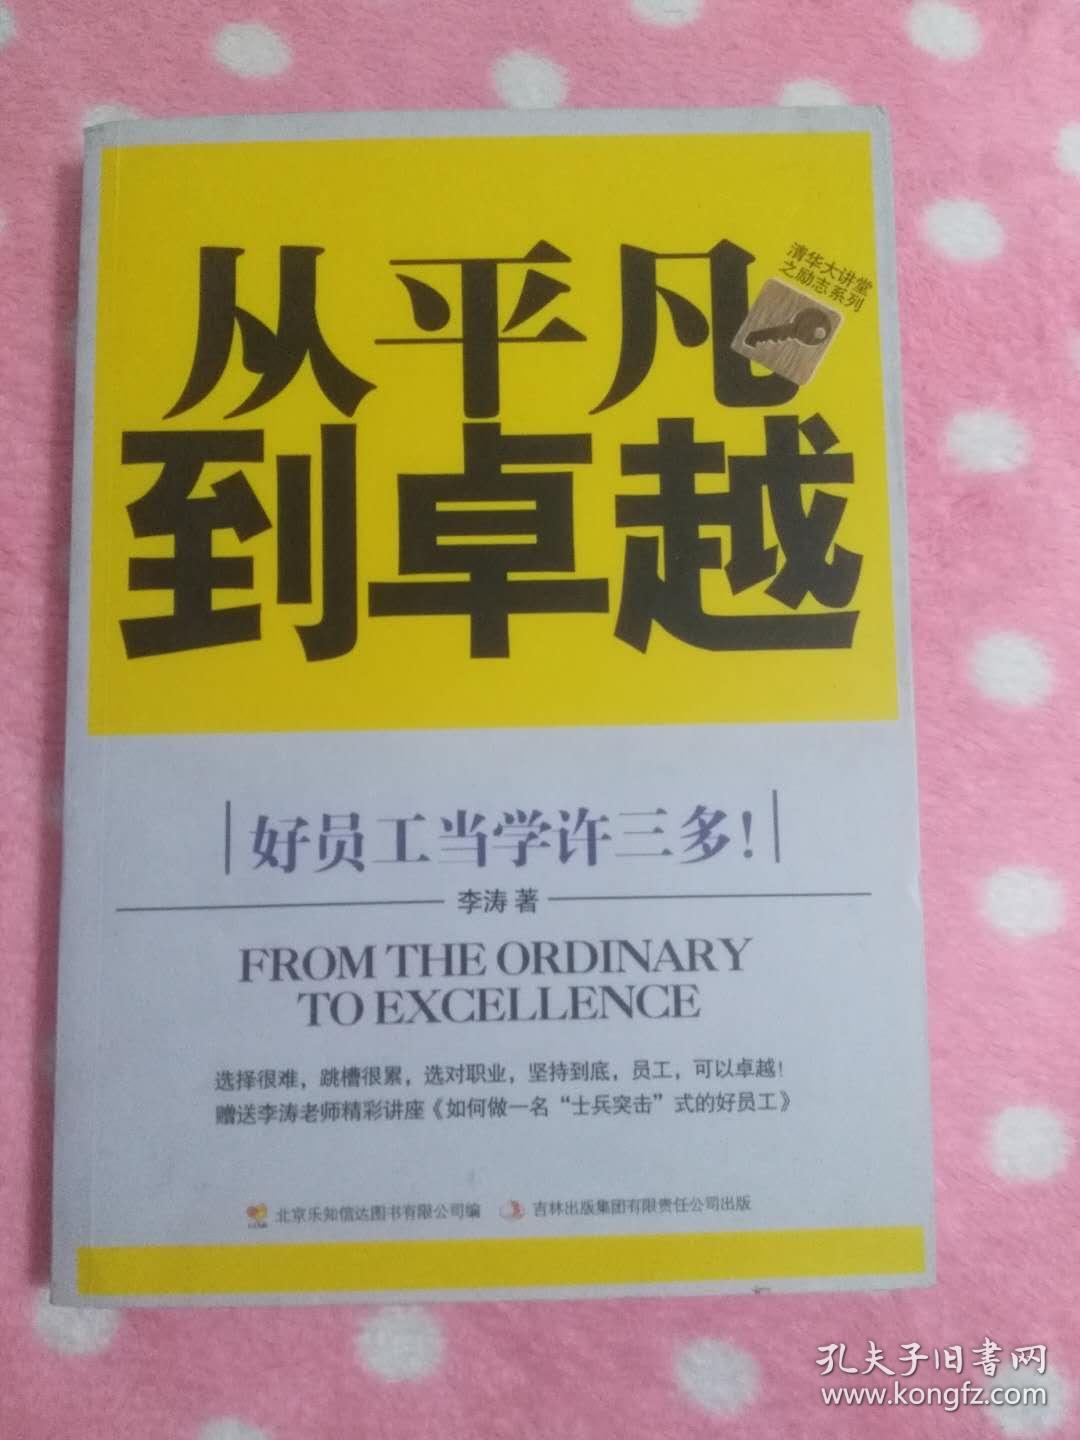 从平凡
清华大讲堂
之励志系列
到卓越
好员工当学许三多！
李涛 著
FROM THE ORDINARY
TO EXCELLENCE
选择很难，跳槽很累，选对职业，坚持到底，员工，可以卓越！
赠送李涛老师精彩讲座《如何做一名“士兵突击”式的好员工》
北京乐知信达图书有限公司编 吉林出版集团有限责任公司出版
孔夫子旧書网
www.kongfz.com